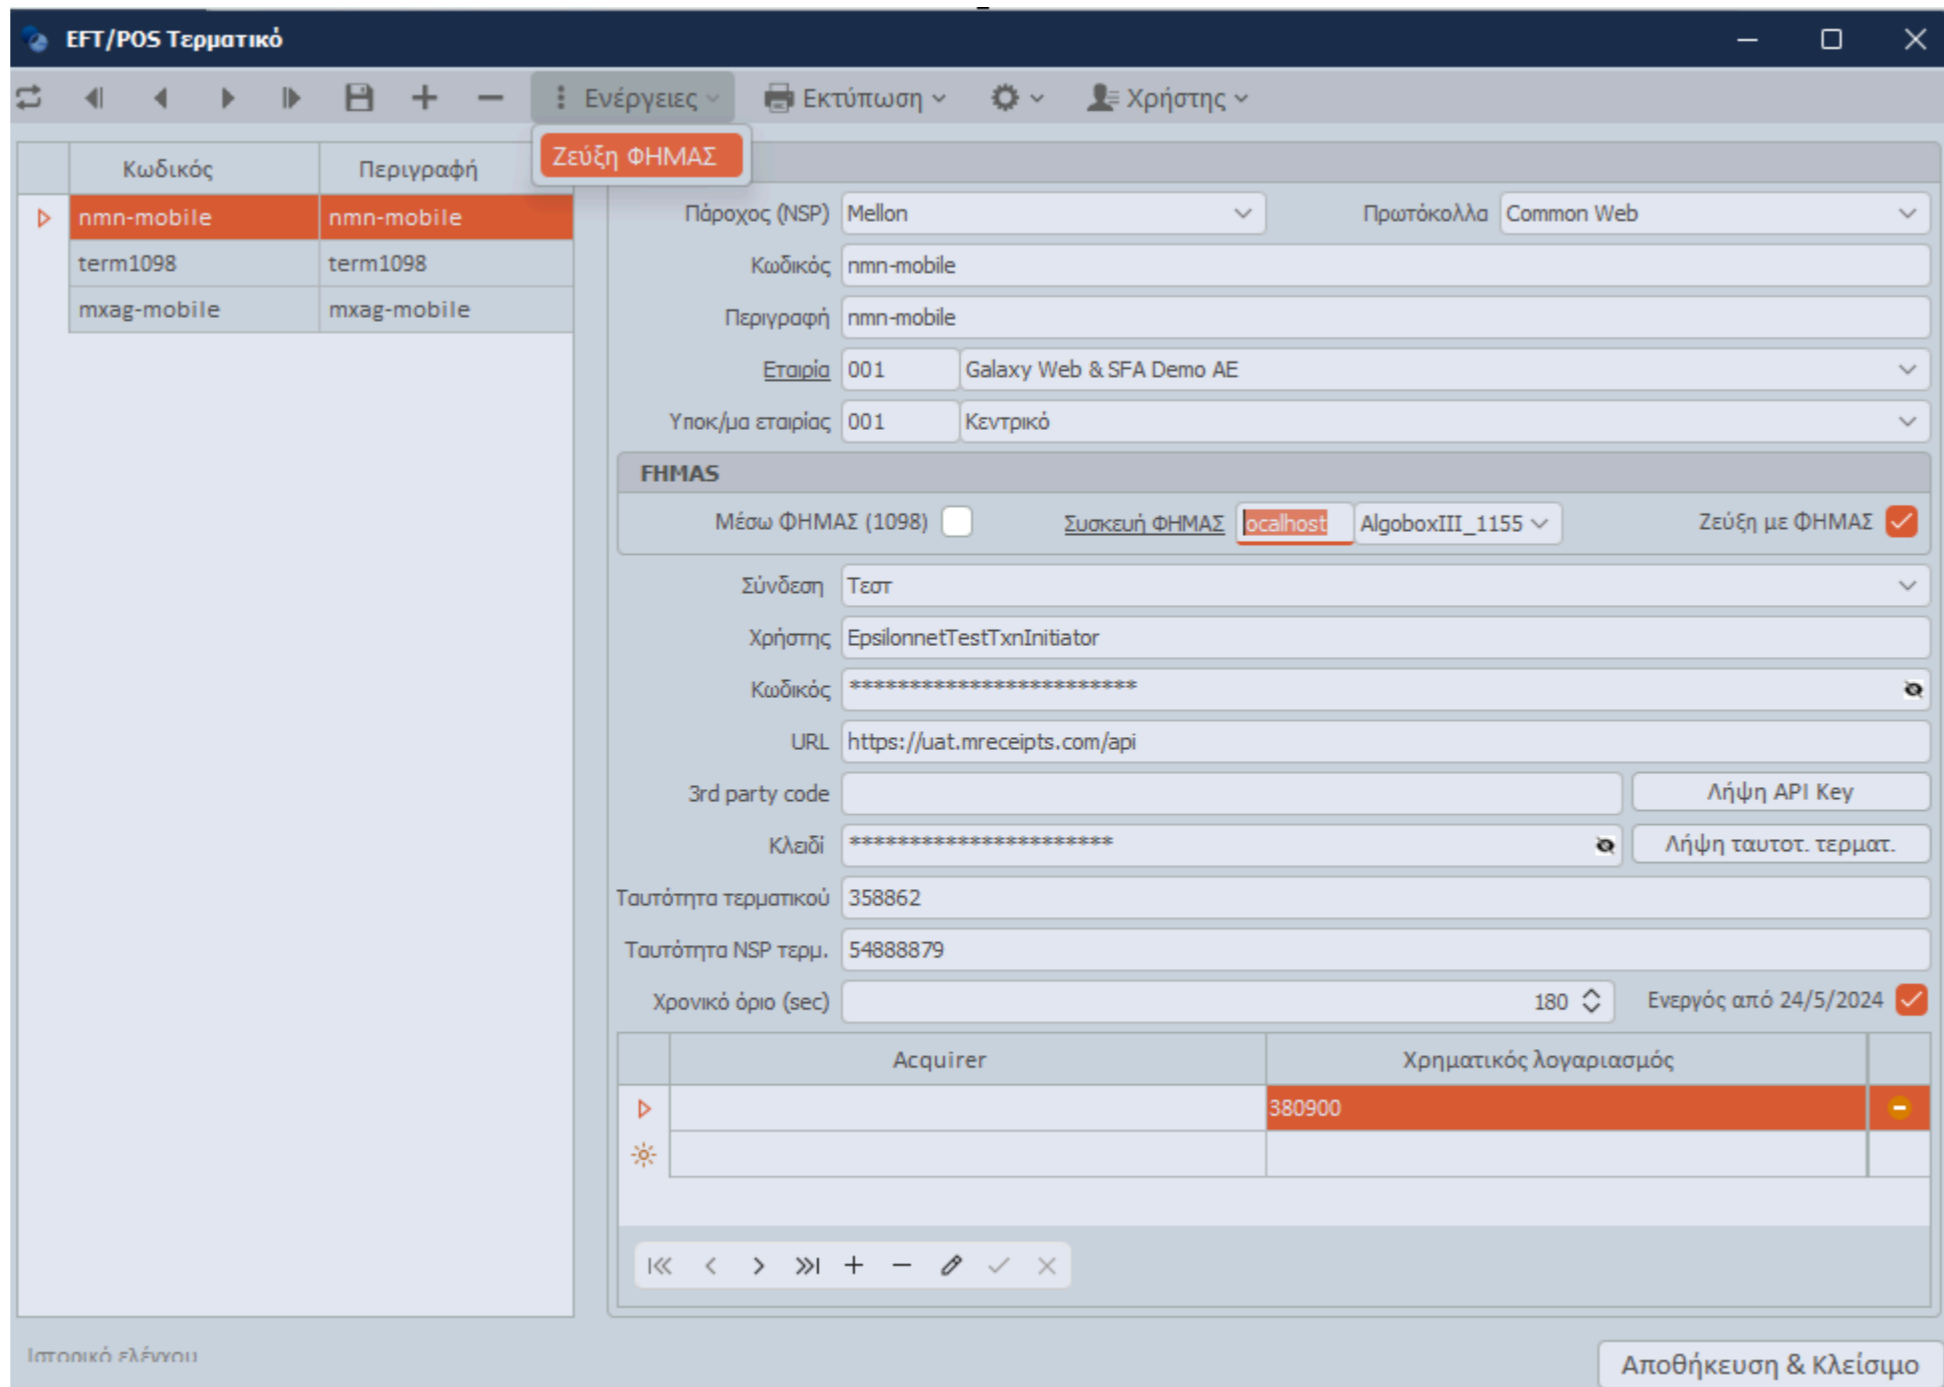 EFT/POS Τερματικό
Ενέργειες Εκτύπωση Χρήστης
Ζεύξη ΦΗΜΑΣ
Κωδικός Περιγραφή
nmn-mobile nmn-mobile
term1098 term1098
mxag-mobile mxag-mobile
Πάροχος (NSP) Mellon Πρωτόκολλα Common Web
Κωδικός nmn-mobile
Περιγραφή nmn-mobile
Εταιρία 001 Galaxy Web & SFA Demo AE
Υποκ/μα εταιρίας 001 Κεντρικό
FHMAS
Μέσω ΦΗΜΑΣ (1098) Συσκευή ΦΗΜΑΣ ocalhost AlgoboxIII_1155 Ζεύξη με ΦΗΜΑΣ
Σύνδεση Τεστ
Χρήστης EpsilonnetTestTxnInitiator
Κωδικός ************************
URL https://uat.mreceipts.com/api
3rd party code Λήψη API Key
Κλειδί ********************** Λήψη ταυτοτ. τερματ.
Ταυτότητα τερματικού 358862
Ταυτότητα NSP τερμ. 54888879
Χρονικό όριο (sec) 180 Ενεργός από 24/5/2024
Acquirer Χρηματικός λογαριασμός
380900
Ιστορικό ελέγχου
Αποθήκευση & Κλείσιμο